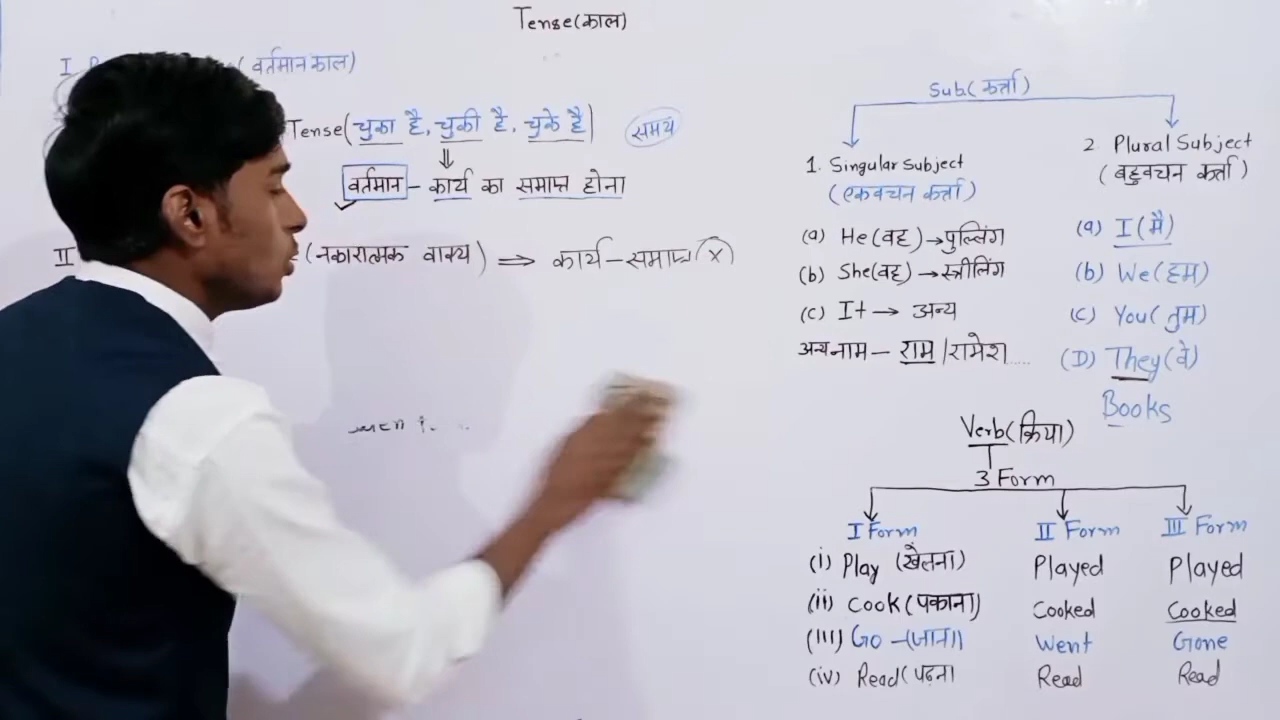 Tense(काल)
I (वर्तमान काल)
Tense(चुका है, चुकी है, चुके है)
समय
⇓
वर्तमान – कार्य का समाप्त होना
II (नकारात्मक वाक्य) ⇒ कार्य – समाप्त (X)
Sub.(कर्त्ता)
1. Singular Subject
(एकवचन कर्त्ता)
(a) He(वह) → पुल्लिंग
(b) She(वह) → स्त्रीलिंग
(c) It → अन्य
अन्य नाम – राम/रामेश.....
2. Plural Subject
(बहुवचन कर्त्ता)
(a) I(मै)
(b) We(हम)
(c) You(तुम)
(D) They(वे)
Books
Verb(क्रिया)
3 Form
I Form II Form III Form
(i) Play (खेलना) Played Played
(ii) Cook(पकाना) Cooked Cooked
(iii) Go –(जाना) Went Gone
(iv) Read(पढ़ना Read Read